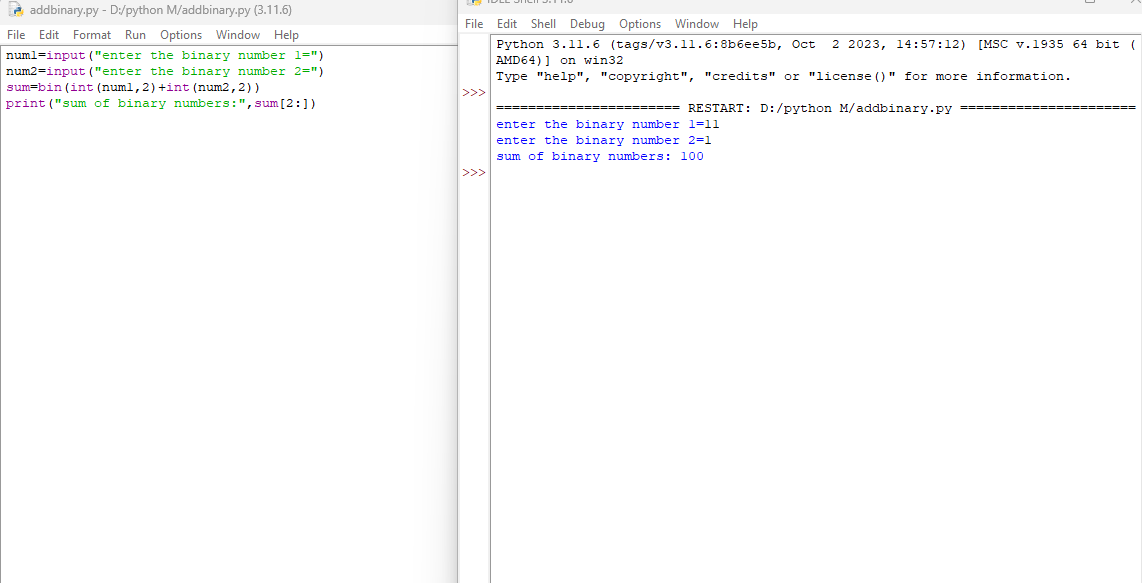 addbinary.py - D:/python M/addbinary.py (3.11.6)
File Edit Format Run Options Window Help
num1=input("enter the binary number 1=")
num2=input("enter the binary number 2=")
sum=bin(int(num1,2)+int(num2,2))
print("sum of binary numbers:",sum[2:])
IDLE Shell 3.11.6
File Edit Shell Debug Options Window Help
Python 3.11.6 (tags/v3.11.6:8b6ee5b, Oct  2 2023, 14:57:12) [MSC v.1935 64 bit (
AMD64)] on win32
Type "help", "copyright", "credits" or "license()" for more information.
>>>
======================= RESTART: D:/python M/addbinary.py ======================
enter the binary number 1=11
enter the binary number 2=1
sum of binary numbers: 100
>>>